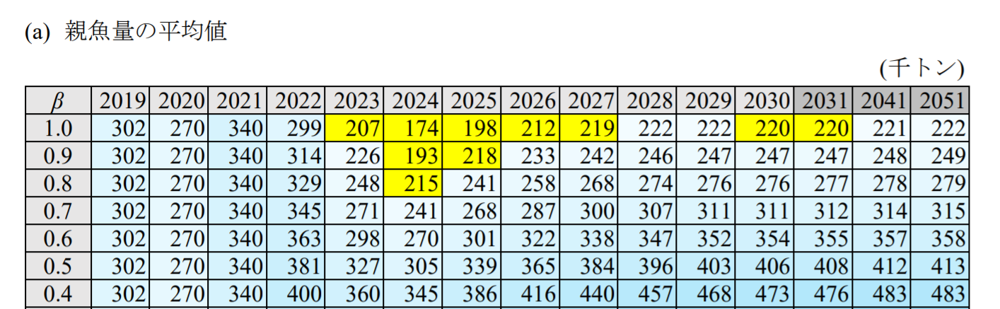 (a) 親魚量の平均値
(千トン)
β 2019 2020 2021 2022 2023 2024 2025 2026 2027 2028 2029 2030 2031 2041 2051
1.0 302 270 340 299 207 174 198 212 219 222 222 220 220 221 222
0.9 302 270 340 314 226 193 218 233 242 246 247 247 247 248 249
0.8 302 270 340 329 248 215 241 258 268 274 276 276 277 278 279
0.7 302 270 340 345 271 241 268 287 300 307 311 311 312 314 315
0.6 302 270 340 363 298 270 301 322 338 347 352 354 355 357 358
0.5 302 270 340 381 327 305 339 365 384 396 403 406 408 412 413
0.4 302 270 340 400 360 345 386 416 440 457 468 473 476 483 483